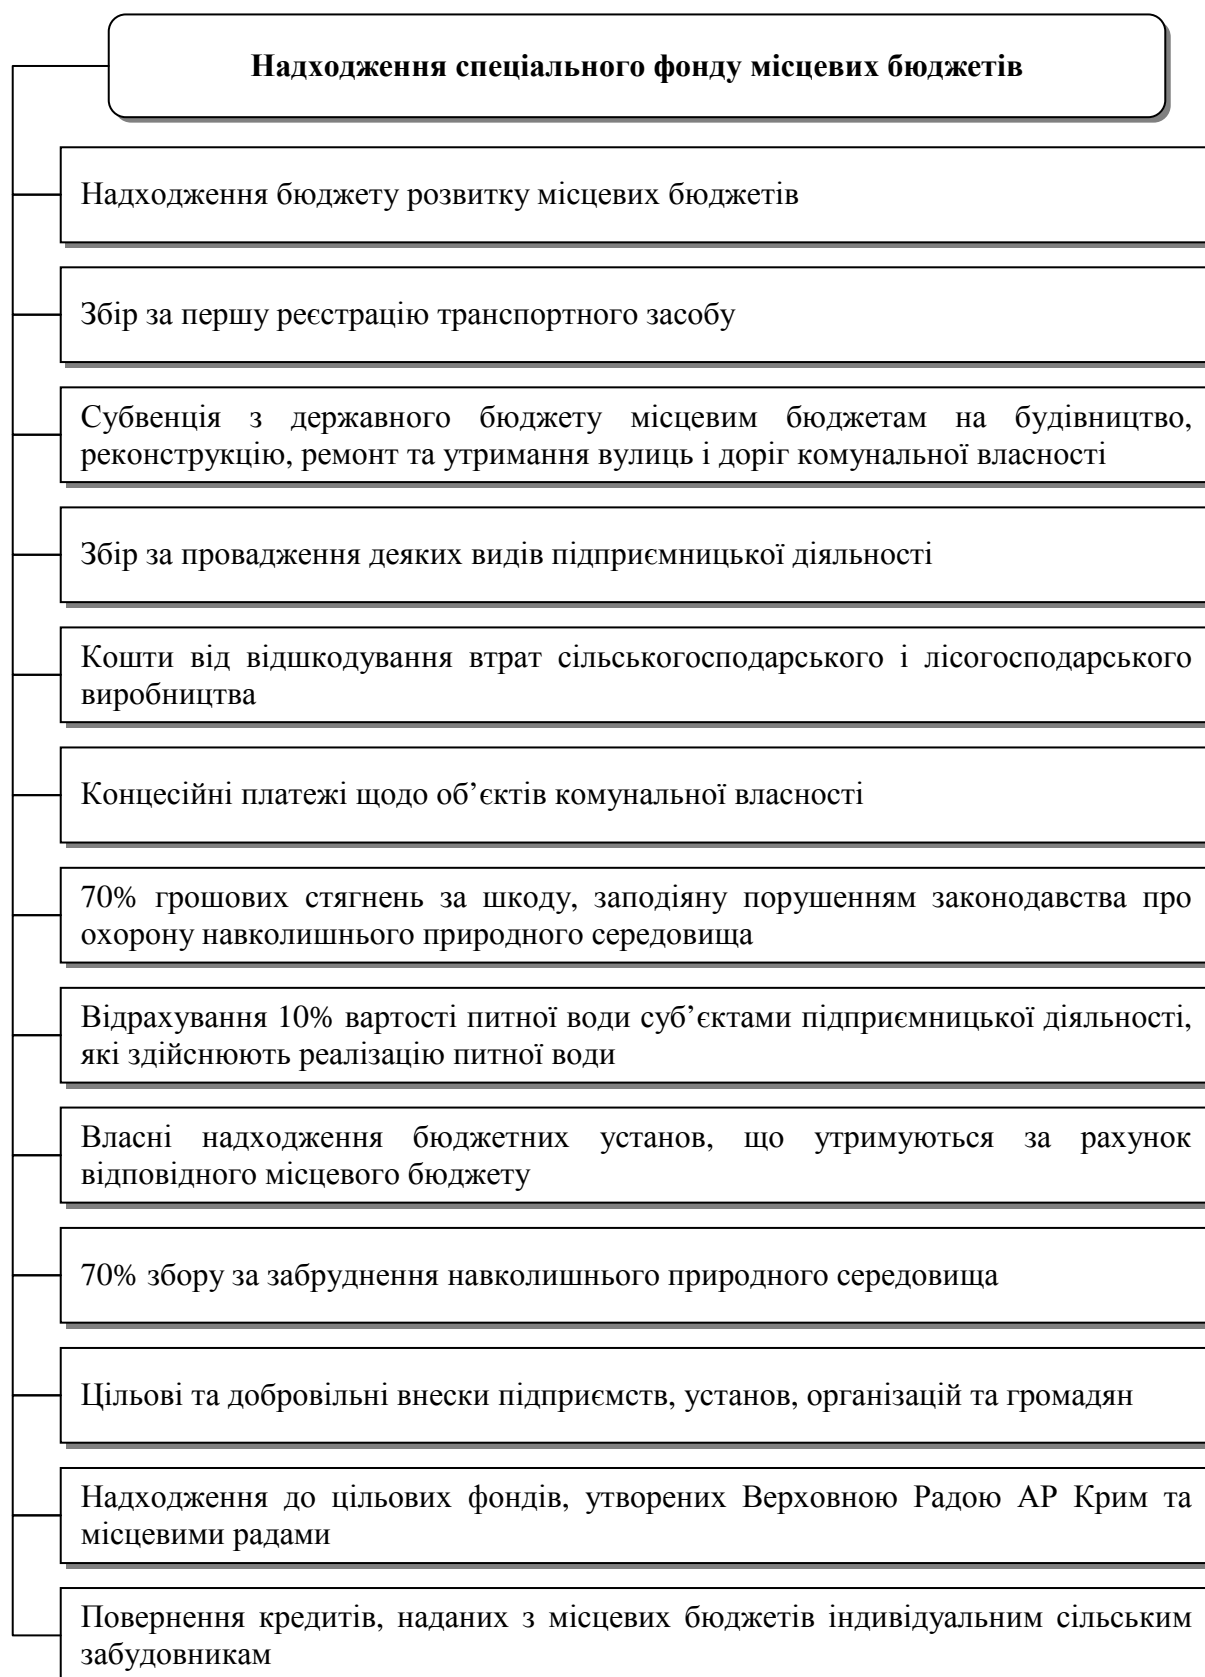 Надходження спеціального фонду місцевих бюджетів
Надходження бюджету розвитку місцевих бюджетів
Збір за першу реєстрацію транспортного засобу
Субвенція з державного бюджету місцевим бюджетам на будівництво,
реконструкцію, ремонт та утримання вулиць і доріг комунальної власності
Збір за провадження деяких видів підприємницької діяльності
Кошти від відшкодування втрат сільськогосподарського і лісогосподарського
виробництва
Концесійні платежі щодо об’єктів комунальної власності
70% грошових стягнень за шкоду, заподіяну порушенням законодавства про
охорону навколишнього природного середовища
Відрахування 10% вартості питної води суб’єктами підприємницької діяльності,
які здійснюють реалізацію питної води
Власні надходження бюджетних установ, що утримуються за рахунок
відповідного місцевого бюджету
70% збору за забруднення навколишнього природного середовища
Цільові та добровільні внески підприємств, установ, організацій та громадян
Надходження до цільових фондів, утворених Верховною Радою АР Крим та
місцевими радами
Повернення кредитів, наданих з місцевих бюджетів індивідуальним сільським
забудовникам